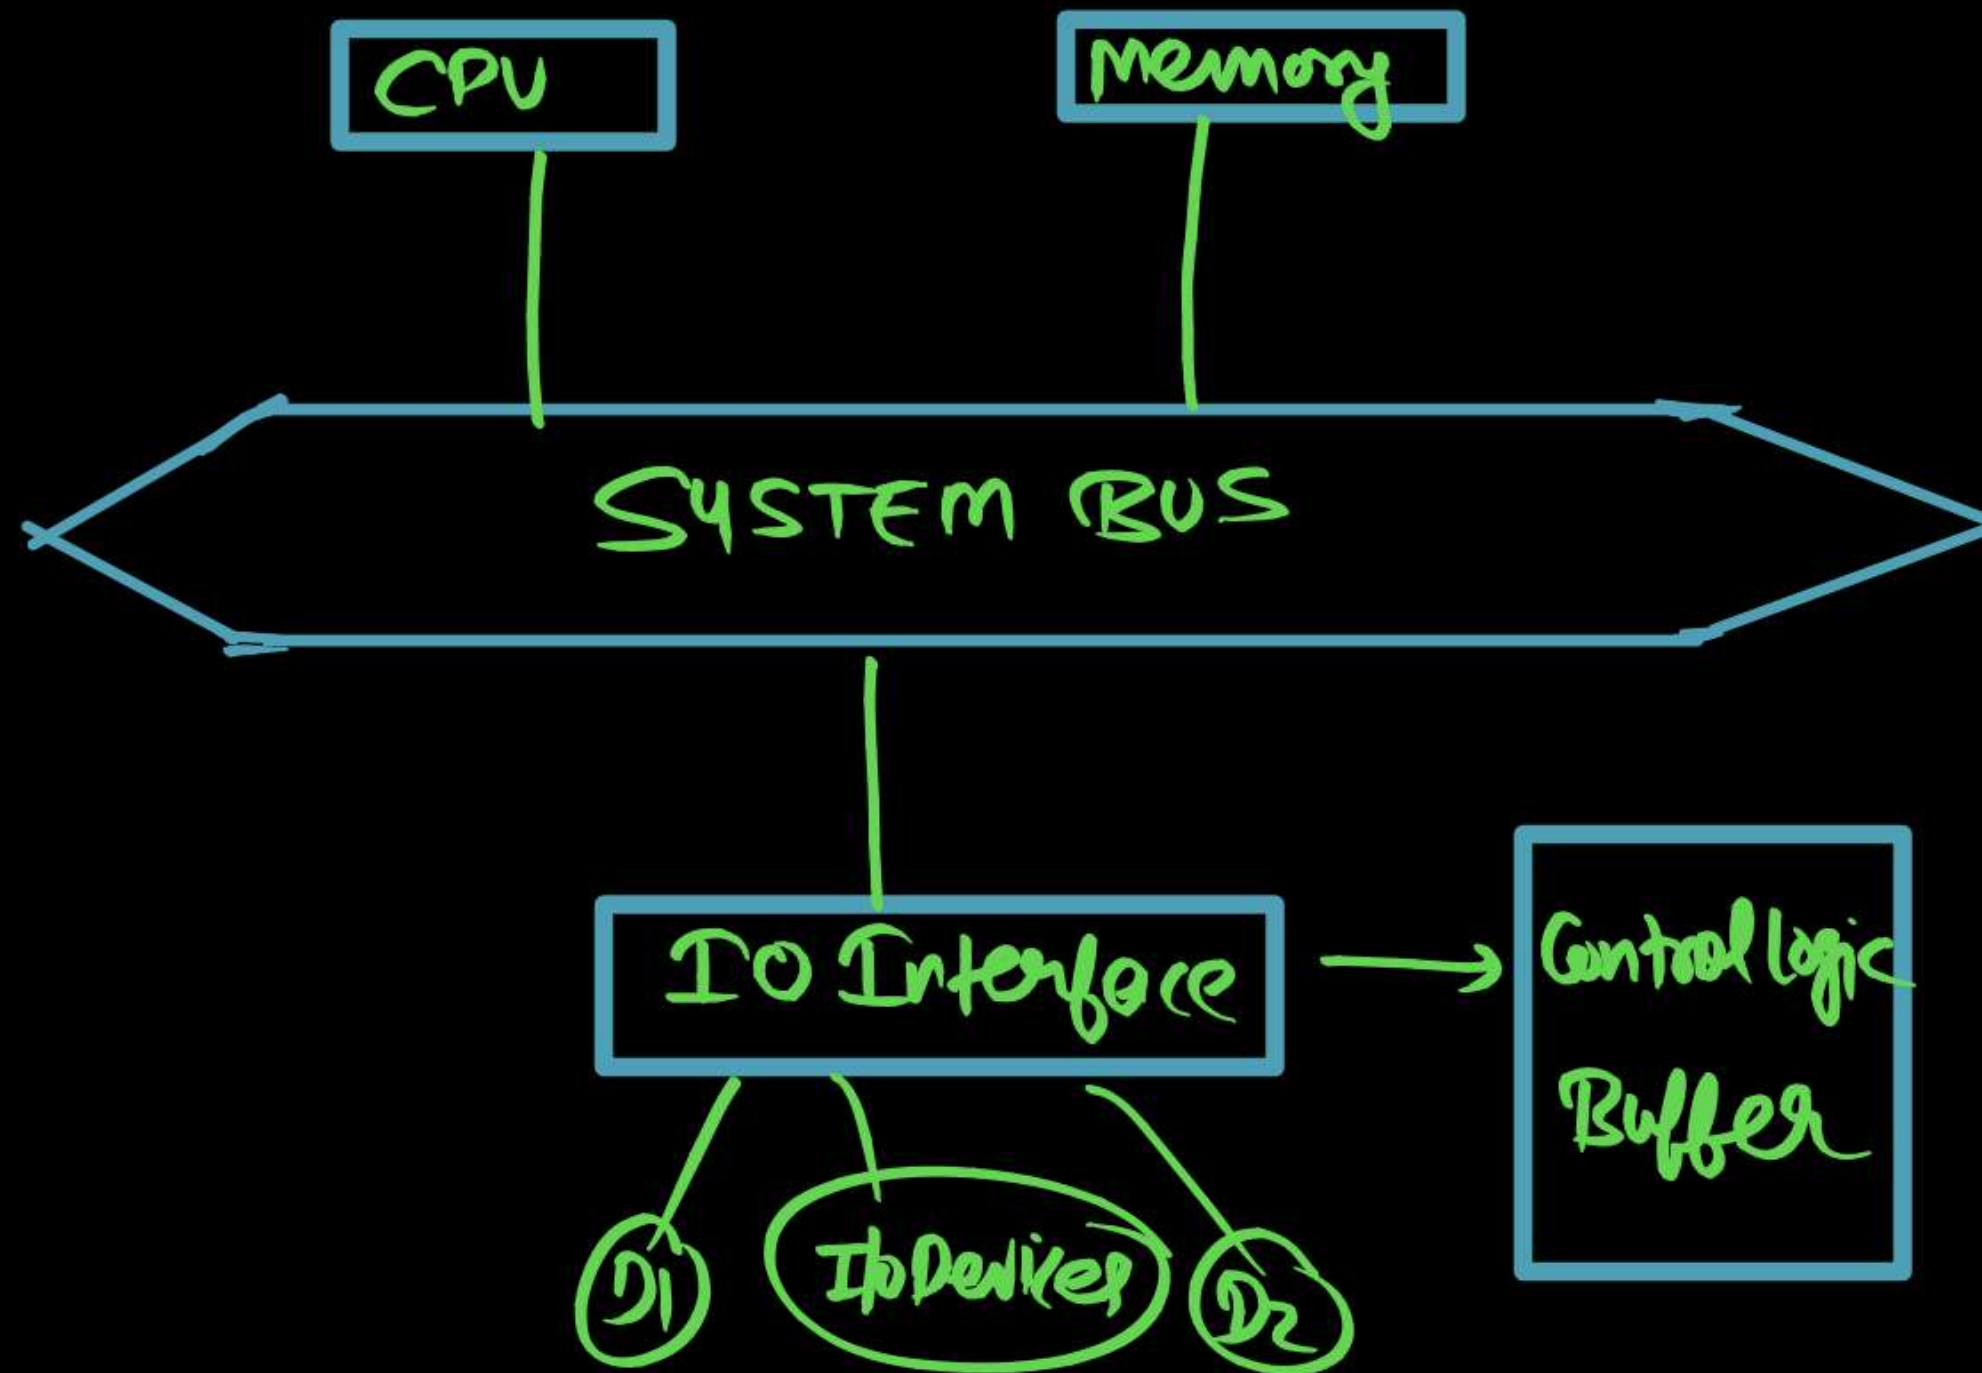 CPU
Memory
SYSTEM BUS
IO Interface
Control logic
Buffer
D1
I/o Devices
D2